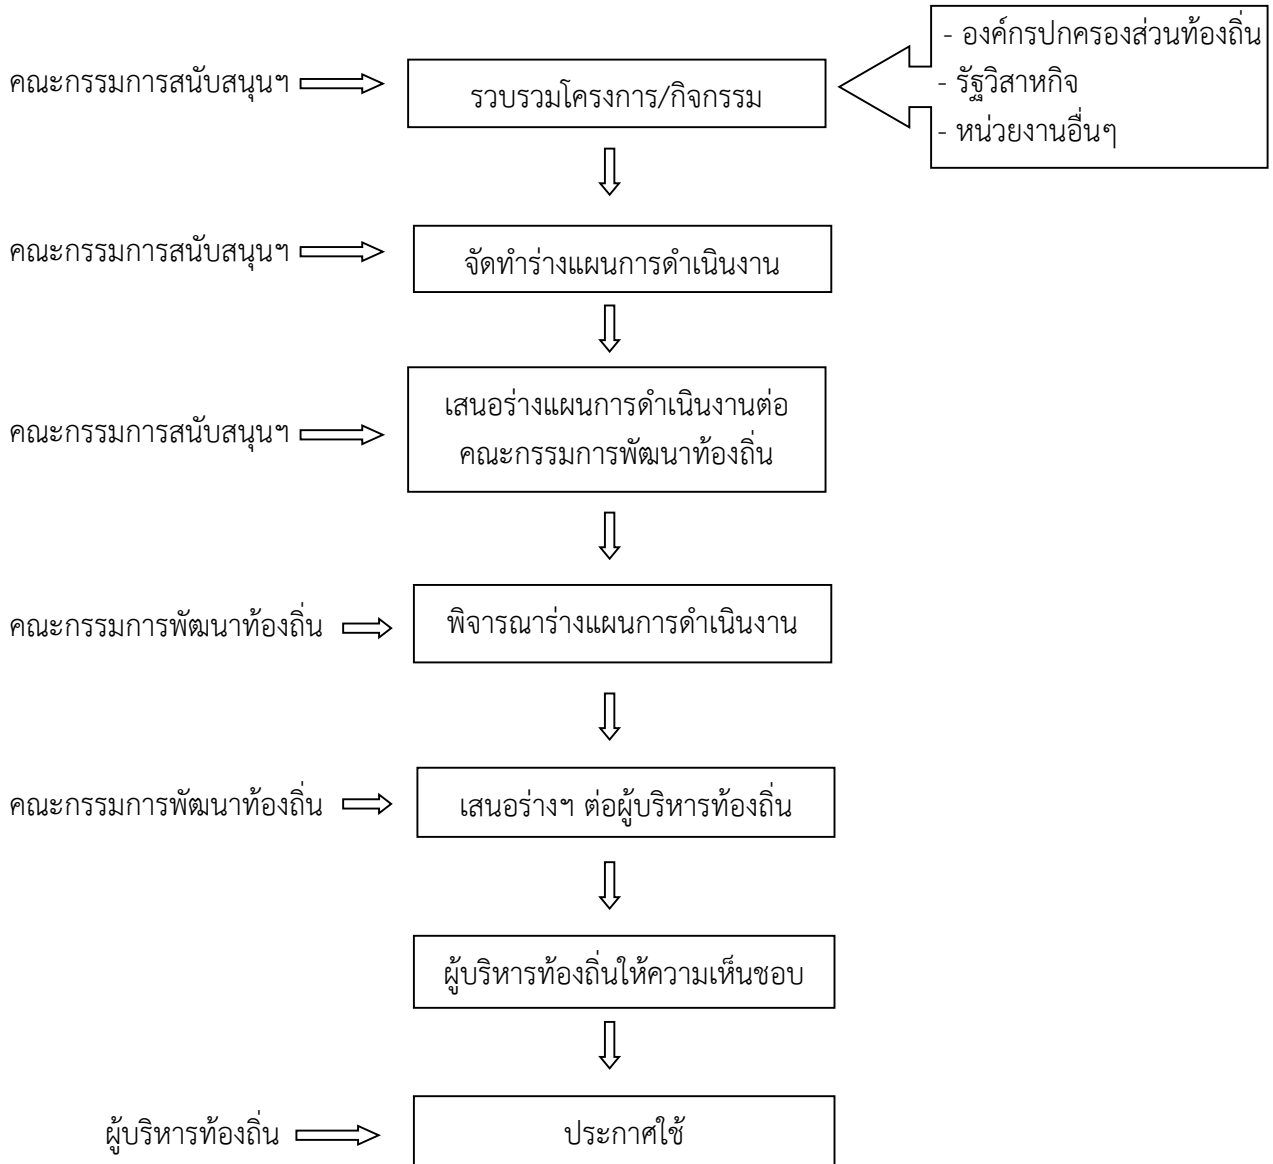 คณะกรรมการสนับสนุนฯ
รวบรวมโครงการ/กิจกรรม
- องค์กรปกครองส่วนท้องถิ่น
- รัฐวิสาหกิจ
- หน่วยงานอื่นๆ
คณะกรรมการสนับสนุนฯ
จัดทำร่างแผนการดำเนินงาน
คณะกรรมการสนับสนุนฯ
เสนอร่างแผนการดำเนินงานต่อ
คณะกรรมการพัฒนาท้องถิ่น
คณะกรรมการพัฒนาท้องถิ่น
พิจารณาร่างแผนการดำเนินงาน
คณะกรรมการพัฒนาท้องถิ่น
เสนอร่างฯ ต่อผู้บริหารท้องถิ่น
ผู้บริหารท้องถิ่นให้ความเห็นชอบ
ผู้บริหารท้องถิ่น
ประกาศใช้